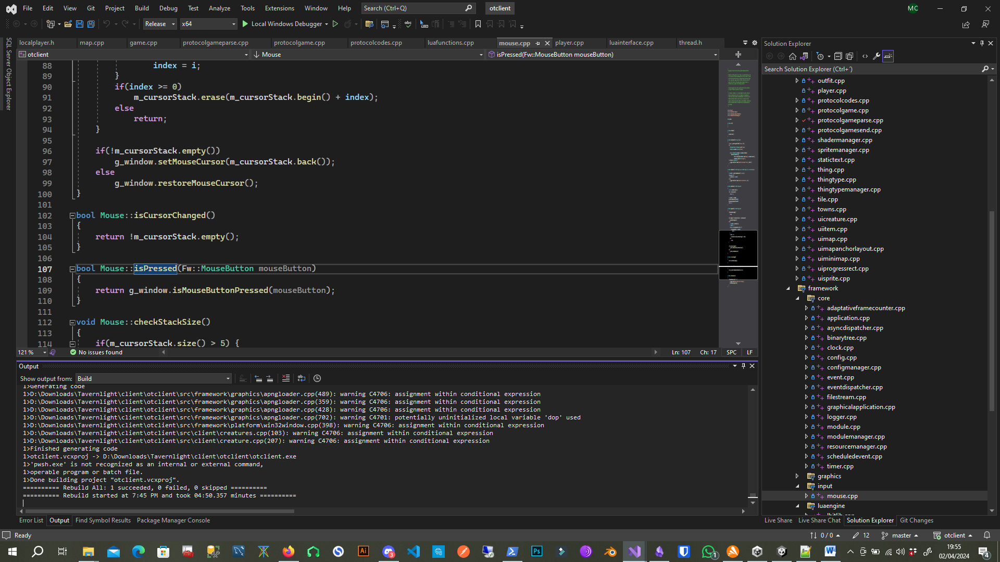 File Edit View Git Project Build Debug Test Analyze Tools Extensions Window Help Search (Ctrl+Q) otclient MC
Release x64 Local Windows Debugger
SQL Server Object Explorer
localplayer.h map.cpp game.cpp protocolgameparse.cpp protocolgame.cpp protocolcodes.cpp luafunctions.cpp mouse.cpp player.cpp luainterface.cpp thread.h
otclient Mouse isPressed(Fw::MouseButton mouseButton)
88 index = i;
89 }
90 if(index >= 0)
91 m_cursorStack.erase(m_cursorStack.begin() + index);
92 else
93 return;
94 }
95
96 if(!m_cursorStack.empty())
97 g_window.setMouseCursor(m_cursorStack.back());
98 else
99 g_window.restoreMouseCursor();
100 }
101
102 bool Mouse::isCursorChanged()
103 {
104 return !m_cursorStack.empty();
105 }
106
107 bool Mouse::isPressed(Fw::MouseButton mouseButton)
108 {
109 return g_window.isMouseButtonPressed(mouseButton);
110 }
111
112 void Mouse::checkStackSize()
113 {
114 if(m_cursorStack.size() > 5) {
121 % No issues found Ln: 107 Ch: 17 SPC LF
Output
Show output from: Build
1>Generating code
1>D:\Downloads\Tavernlight\client\otclient\src\framework\graphics\apngloader.cpp(489): warning C4706: assignment within conditional expression
1>D:\Downloads\Tavernlight\client\otclient\src\framework\graphics\apngloader.cpp(359): warning C4706: assignment within conditional expression
1>D:\Downloads\Tavernlight\client\otclient\src\framework\graphics\apngloader.cpp(428): warning C4706: assignment within conditional expression
1>D:\Downloads\Tavernlight\client\otclient\src\framework\graphics\apngloader.cpp(702): warning C4701: potentially uninitialized local variable 'dop' used
1>D:\Downloads\Tavernlight\client\otclient\src\framework\platform\win32window.cpp(398): warning C4706: assignment within conditional expression
1>D:\Downloads\Tavernlight\client\otclient\src\client\creatures.cpp(103): warning C4706: assignment within conditional expression
1>D:\Downloads\Tavernlight\client\otclient\src\client\creature.cpp(207): warning C4706: assignment within conditional expression
1>Finished generating code
1>otclient.vcxproj -> D:\Downloads\Tavernlight\client\otclient\otclient.exe
1>'pwsh.exe' is not recognized as an internal or external command,
1>operable program or batch file.
1>Done building project "otclient.vcxproj".
========== Rebuild All: 1 succeeded, 0 failed, 0 skipped ==========
========== Rebuild started at 7:45 PM and took 04:50.357 minutes ==========
Error List Output Find Symbol Results Package Manager Console
Solution Explorer
Search Solution Explorer (Ctrl+´)
outfit.cpp
player.cpp
protocolcodes.cpp
protocolgame.cpp
protocolgameparse.cpp
protocolgamesend.cpp
shadermanager.cpp
spritemanager.cpp
statictext.cpp
thing.cpp
thingtype.cpp
thingtypemanager.cpp
tile.cpp
towns.cpp
uicreature.cpp
uiitem.cpp
uimap.cpp
uimapanchorlayout.cpp
uiminimap.cpp
uiprogressrect.cpp
uisprite.cpp
framework
core
adaptativeframecounter.cpp
application.cpp
asyncdispatcher.cpp
binarytree.cpp
clock.cpp
config.cpp
configmanager.cpp
event.cpp
eventdispatcher.cpp
filestream.cpp
graphicalapplication.cpp
logger.cpp
module.cpp
modulemanager.cpp
resourcemanager.cpp
scheduledevent.cpp
timer.cpp
graphics
input
mouse.cpp
luaengine
Live Share Live Share Chat Solution Explorer Git Changes
Ready 0 / 0 12 master otclient
19:55
02/04/2024